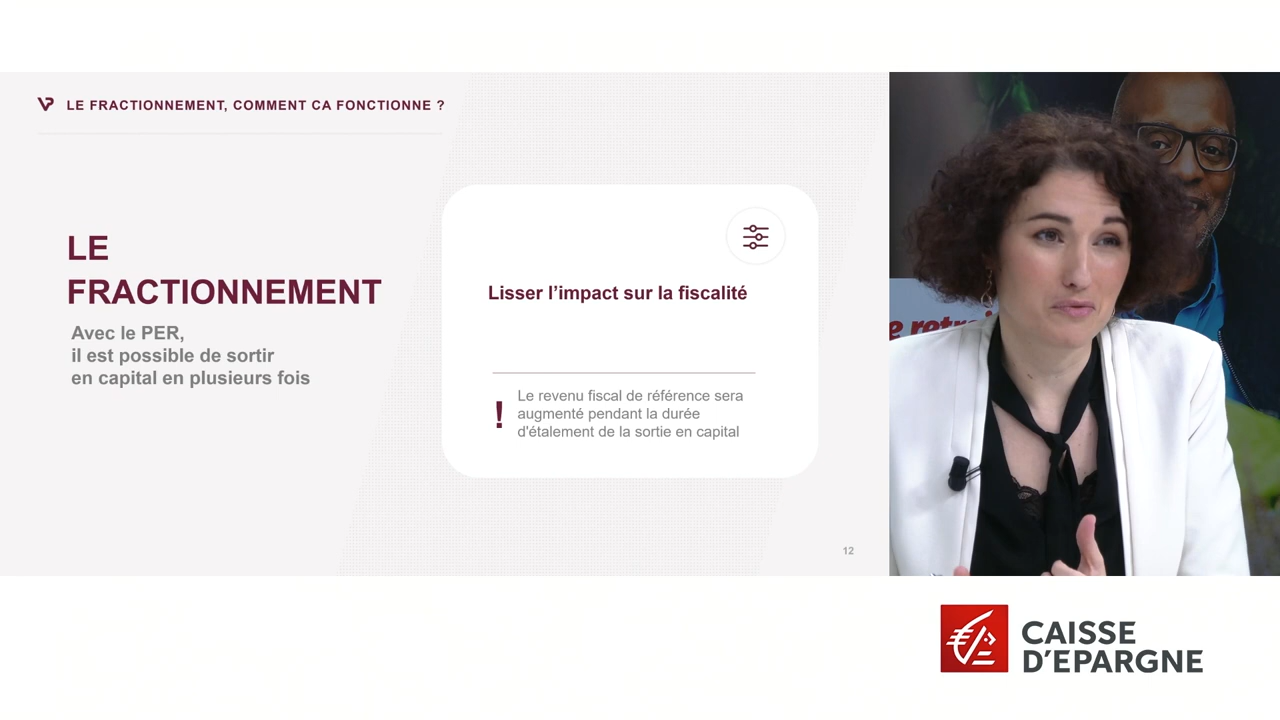 LE FRACTIONNEMENT, COMMENT CA FONCTIONNE ?
LE
FRACTIONNEMENT
Avec le PER,
il est possible de sortir
en capital en plusieurs fois
Lisser l’impact sur la fiscalité
!
Le revenu fiscal de référence sera
augmenté pendant la durée
d'étalement de la sortie en capital
12
CAISSE
D'EPARGNE